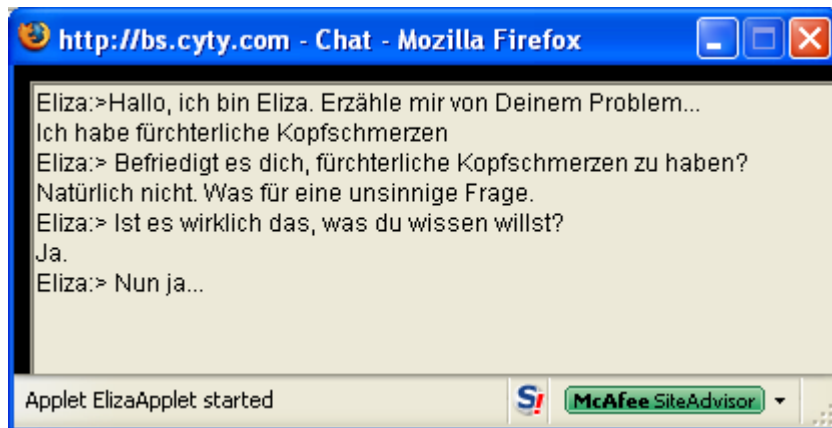 http://bs.cyty.com - Chat - Mozilla Firefox
Eliza:>Hallo, ich bin Eliza. Erzähle mir von Deinem Problem...
Ich habe fürchterliche Kopfschmerzen
Eliza:> Befriedigt es dich, fürchterliche Kopfschmerzen zu haben?
Natürlich nicht. Was für eine unsinnige Frage.
Eliza:> Ist es wirklich das, was du wissen willst?
Ja.
Eliza:> Nun ja...
Applet ElizaApplet started S! McAfee SiteAdvisor